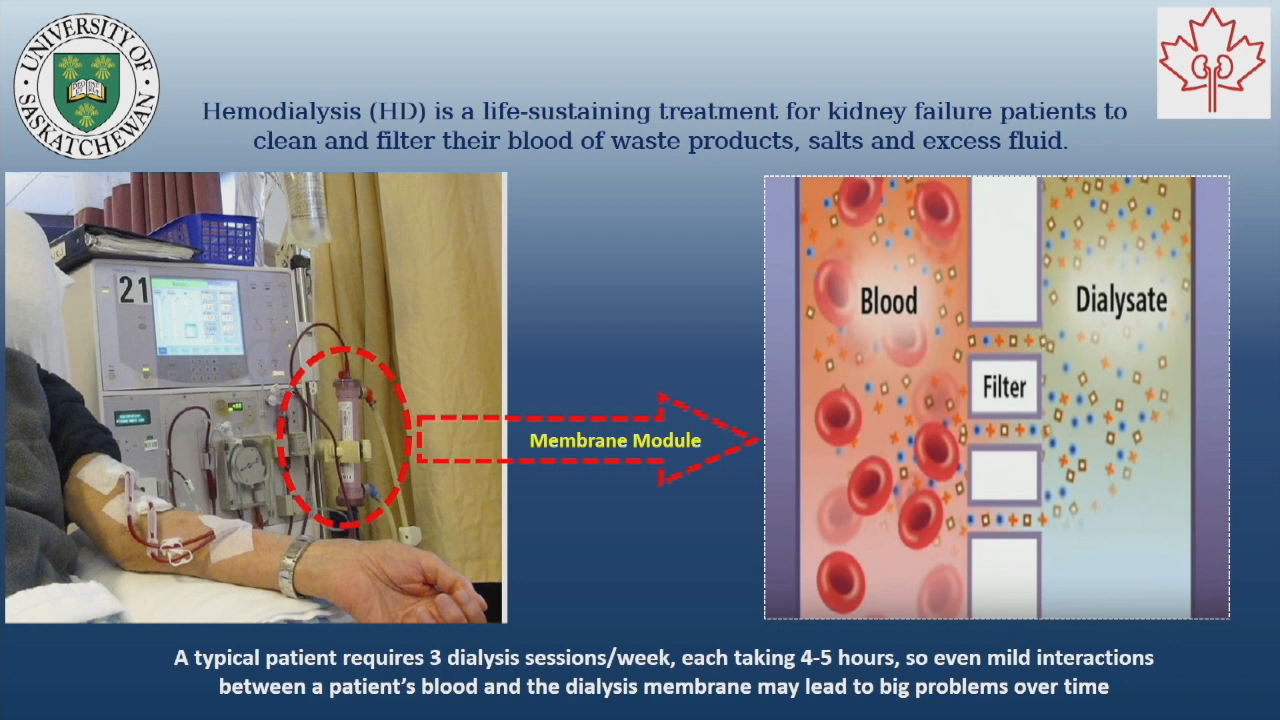 UNIVERSITY OF
SASKATCHEWAN
Hemodialysis (HD) is a life-sustaining treatment for kidney failure patients to
clean and filter their blood of waste products, salts and excess fluid.
21
Membrane Module
Blood
Dialysate
Filter
A typical patient requires 3 dialysis sessions/week, each taking 4-5 hours, so even mild interactions
between a patient's blood and the dialysis membrane may lead to big problems over time